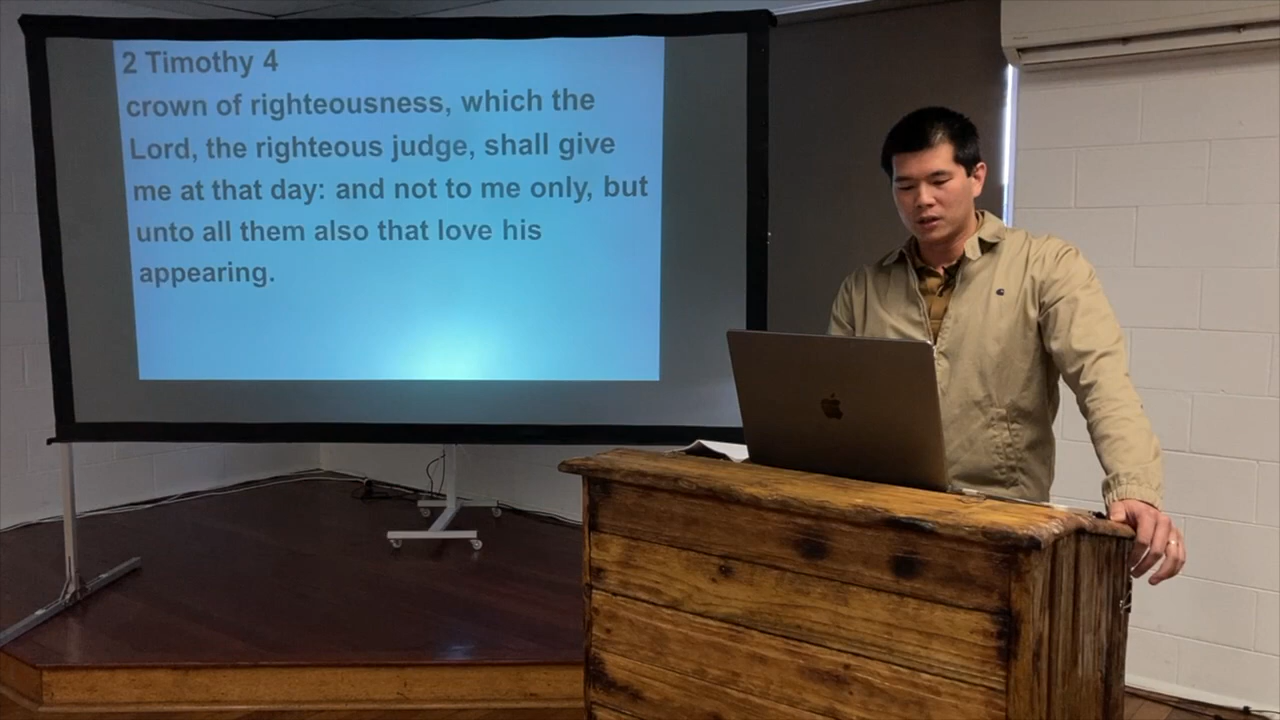 2 Timothy 4
crown of righteousness, which the
Lord, the righteous judge, shall give
me at that day: and not to me only, but
unto all them also that love his
appearing.